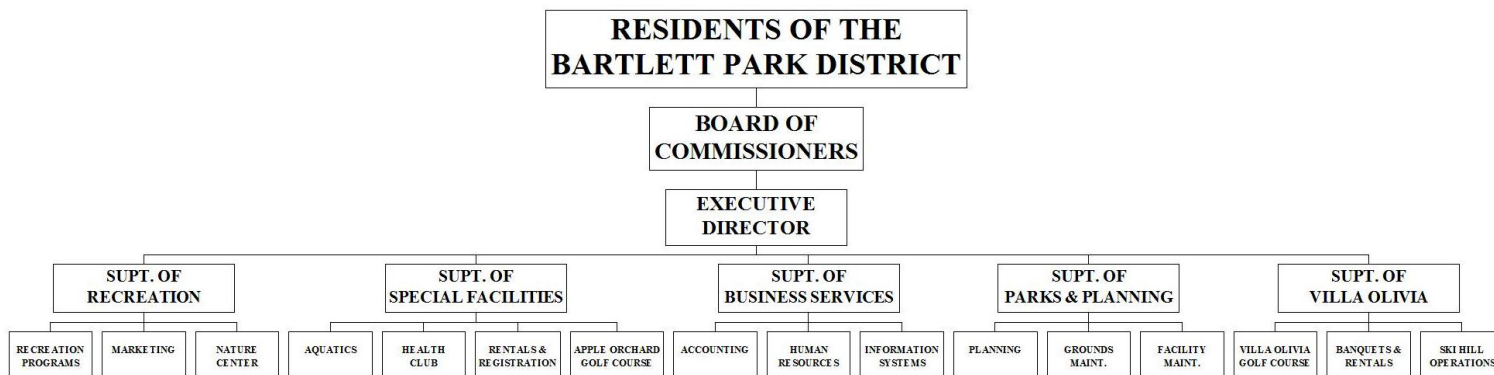 RESIDENTS OF THE
BARTLETT PARK DISTRICT
BOARD OF
COMMISSIONERS
EXECUTIVE
DIRECTOR
SUPT. OF
RECREATION
SUPT. OF
SPECIAL FACILITIES
SUPT. OF
BUSINESS SERVICES
SUPT. OF
PARKS & PLANNING
SUPT. OF
VILLA OLIVIA
RECREATION
PROGRAMS
MARKETING
NATURE
CENTER
AQUATICS
HEALTH
CLUB
RENTALS &
REGISTRATION
APPLE ORCHARD
GOLF COURSE
ACCOUNTING
HUMAN
RESOURCES
INFORMATION
SYSTEMS
PLANNING
GROUNDS
MAINT.
FACILITY
MAINT.
VILLA OLIVIA
GOLF COURSE
BANQUETS &
RENTALS
SKI HILL
OPERATIONS